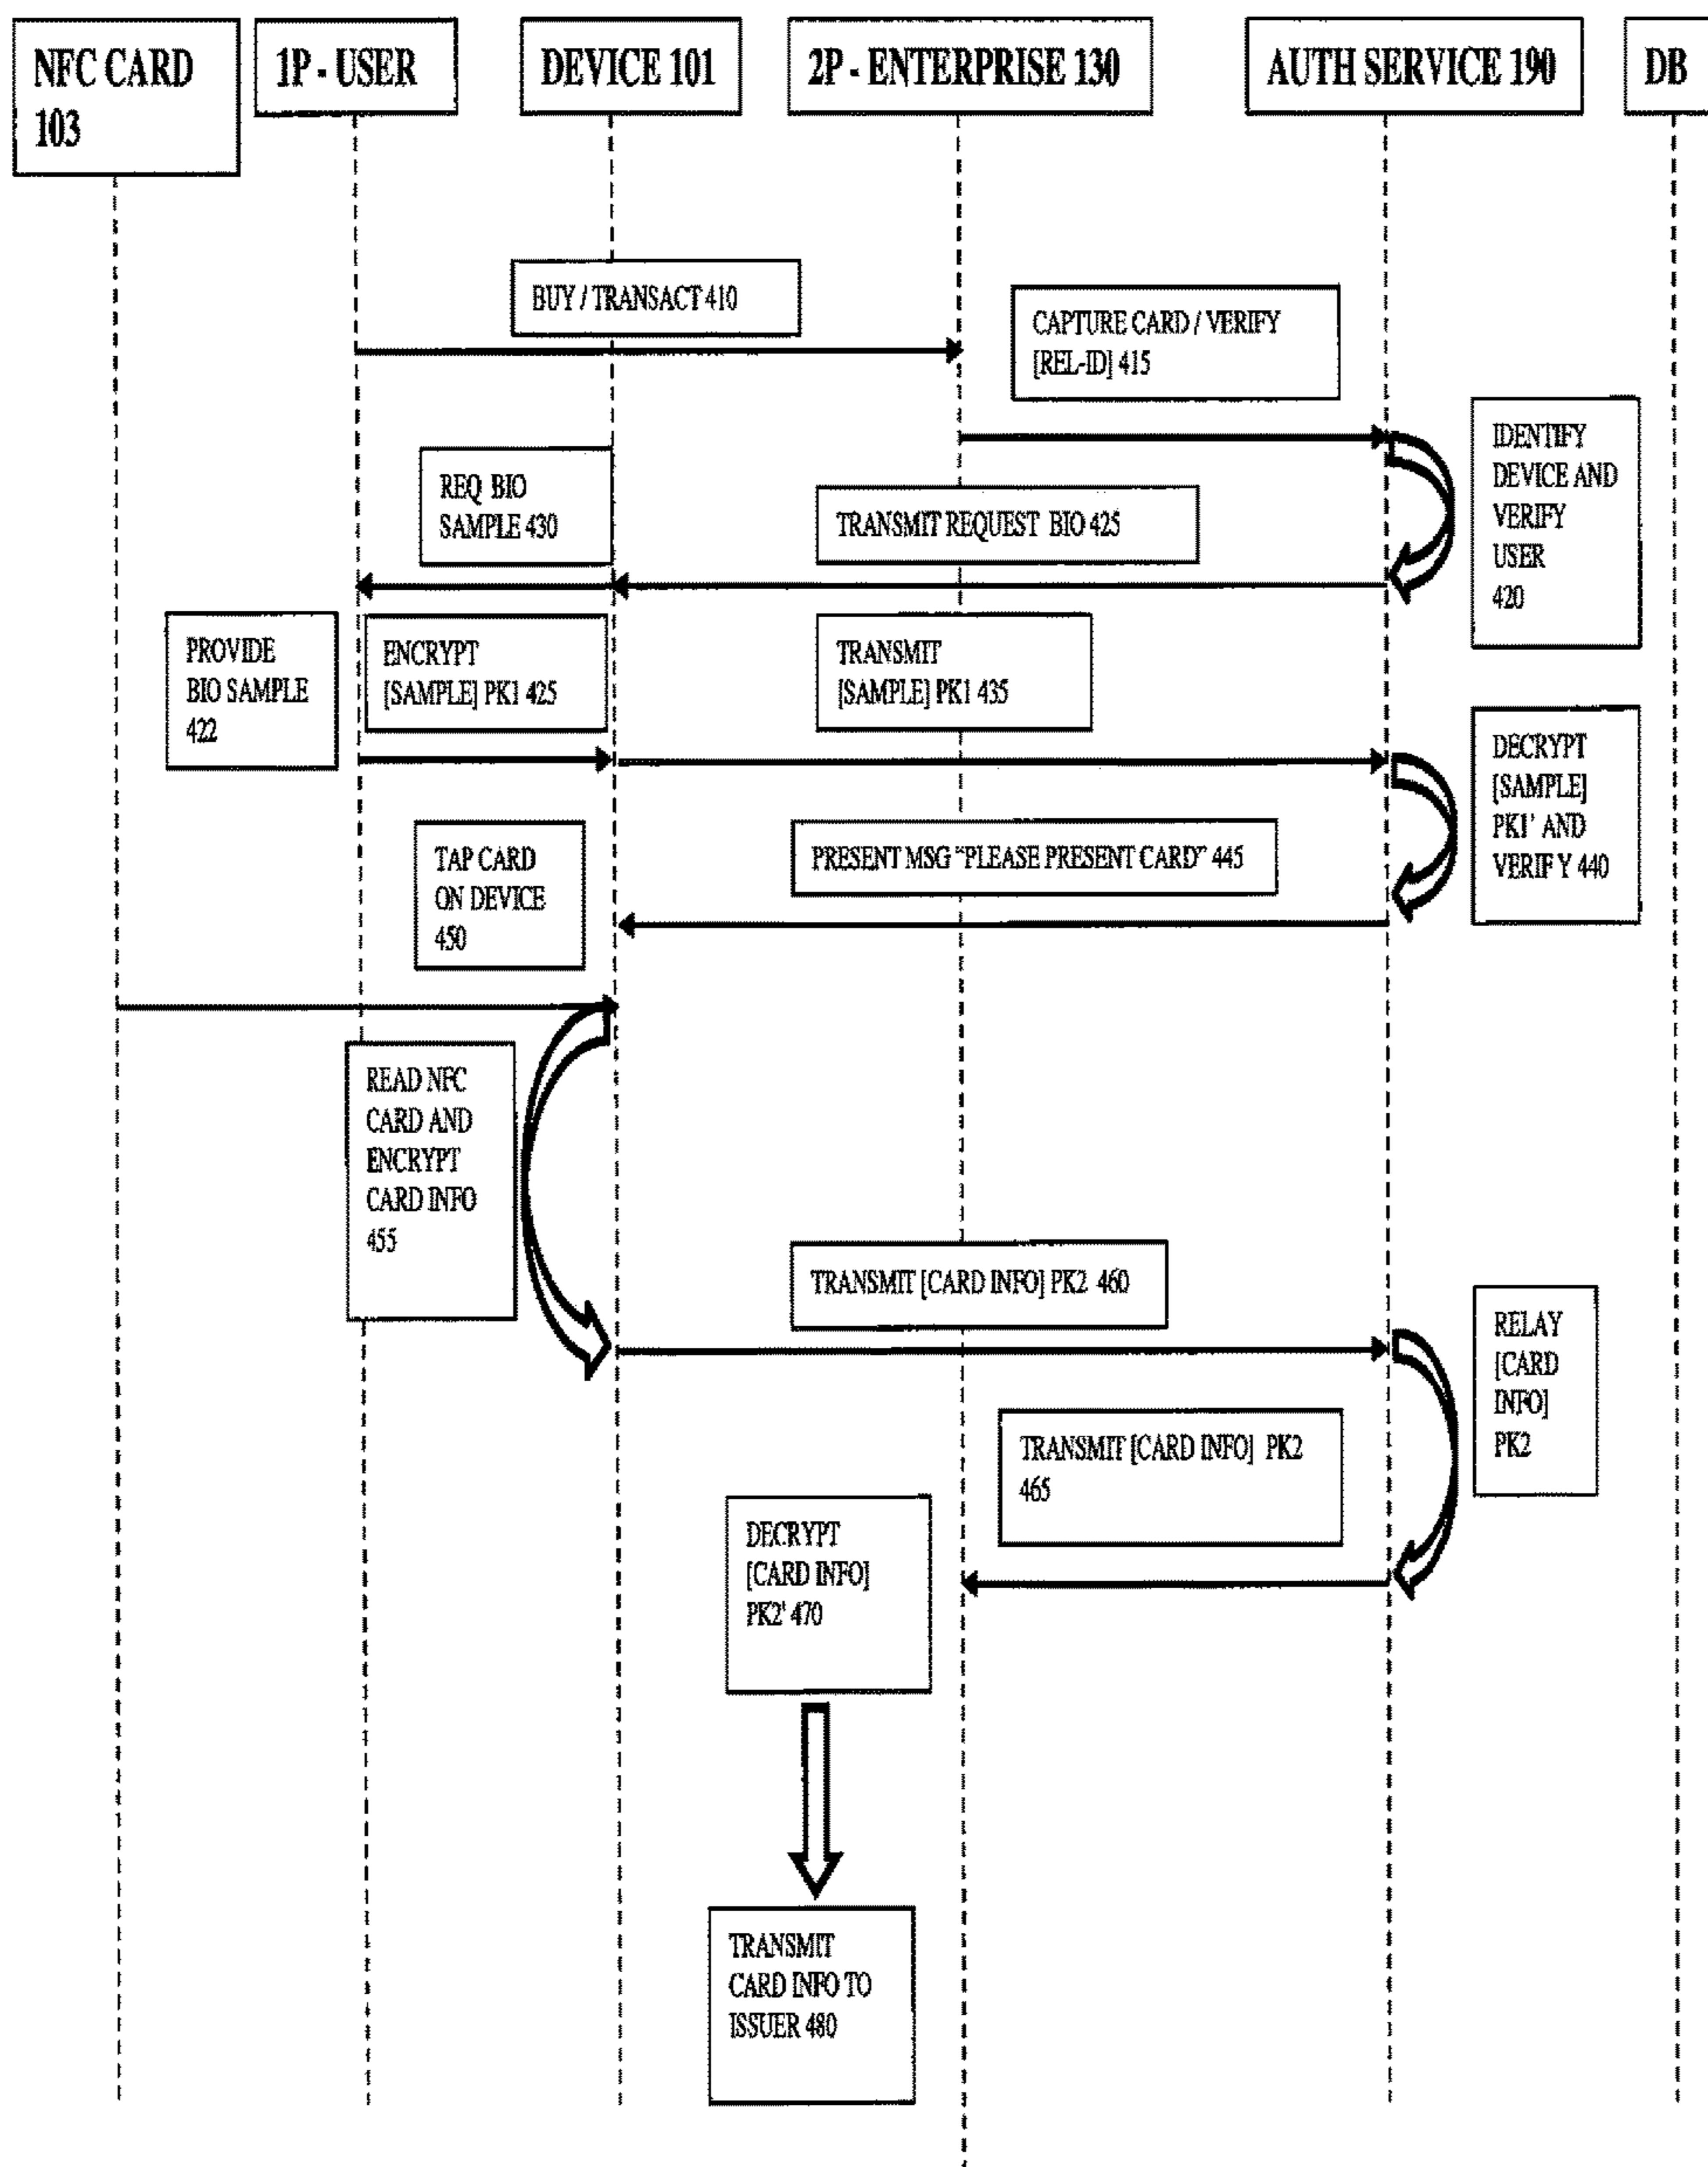 NFC CARD
103
1P - USER
DEVICE 101
2P - ENTERPRISE 130
AUTH SERVICE 190
DB
BUY / TRANSACT 410
CAPTURE CARD / VERIFY
[REL-ID] 415
IDENTIFY
DEVICE AND
VERIFY
USER
420
REQ BIO
SAMPLE 430
TRANSMIT REQUEST BIO 425
PROVIDE
BIO SAMPLE
422
ENCRYPT
[SAMPLE] PK1 425
TRANSMIT
[SAMPLE] PK1 435
DECRYPT
[SAMPLE]
PK1' AND
VERIFY 440
TAP CARD
ON DEVICE
450
PRESENT MSG "PLEASE PRESENT CARD" 445
READ NFC
CARD AND
ENCRYPT
CARD INFO
455
TRANSMIT [CARD INFO] PK2 460
RELAY
[CARD
INFO]
PK2
TRANSMIT [CARD INFO] PK2
465
DECRYPT
[CARD INFO]
PK2' 470
TRANSMIT
CARD INFO TO
ISSUER 480